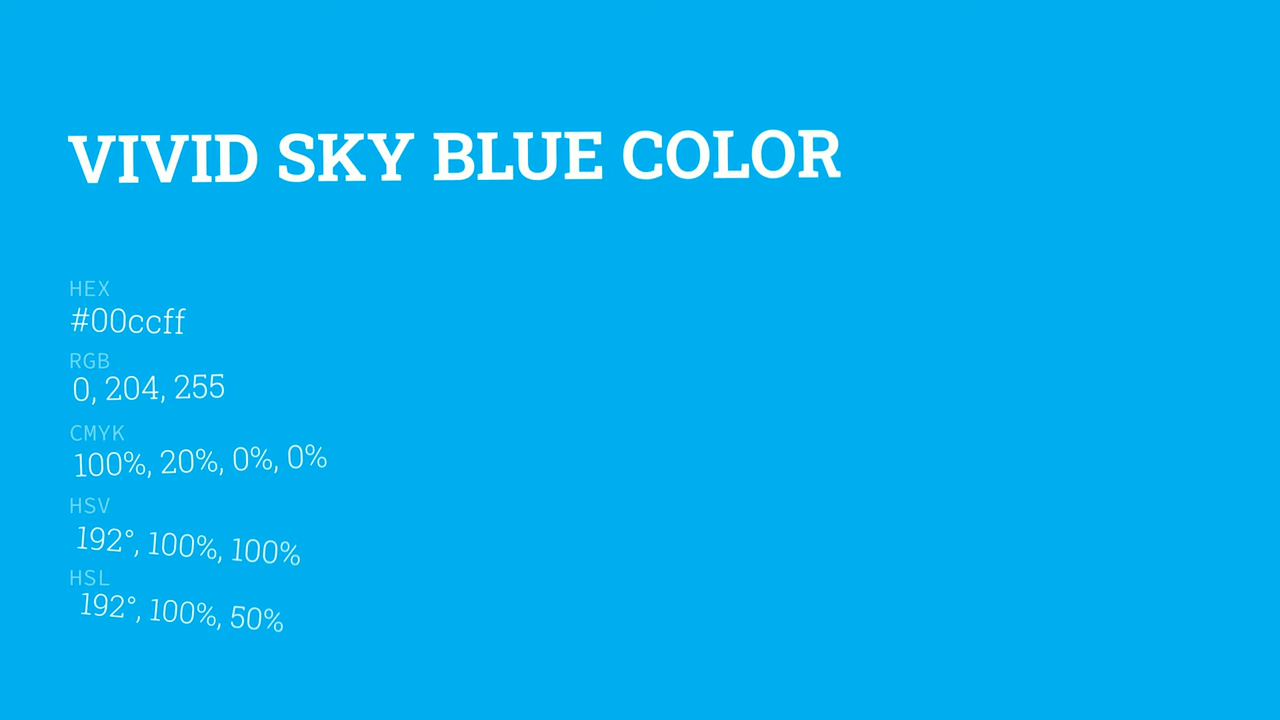 VIVID SKY BLUE COLOR
HEX
#00ccff
RGB
0, 204, 255
CMYK
100%, 20%, 0%, 0%
HSV
192°, 100%, 100%
HSL
192°, 100%, 50%